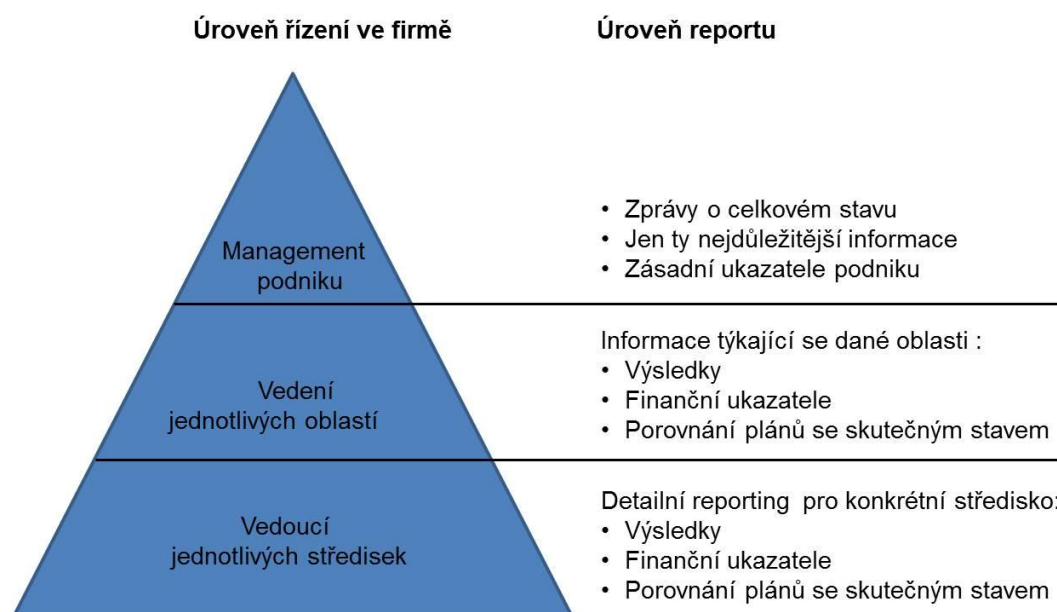 Úroveň řízení ve firmě
Úroveň reportu
Management
podniku
• Zprávy o celkovém stavu
• Jen ty nejdůležitější informace
• Zásadní ukazatele podniku
Vedení
jednotlivých oblastí
Informace týkající se dané oblasti :
• Výsledky
• Finanční ukazatele
• Porovnání plánů se skutečným stavem
Vedoucí
jednotlivých středisek
Detailní reporting pro konkrétní středisko:
• Výsledky
• Finanční ukazatele
• Porovnání plánů se skutečným stavem